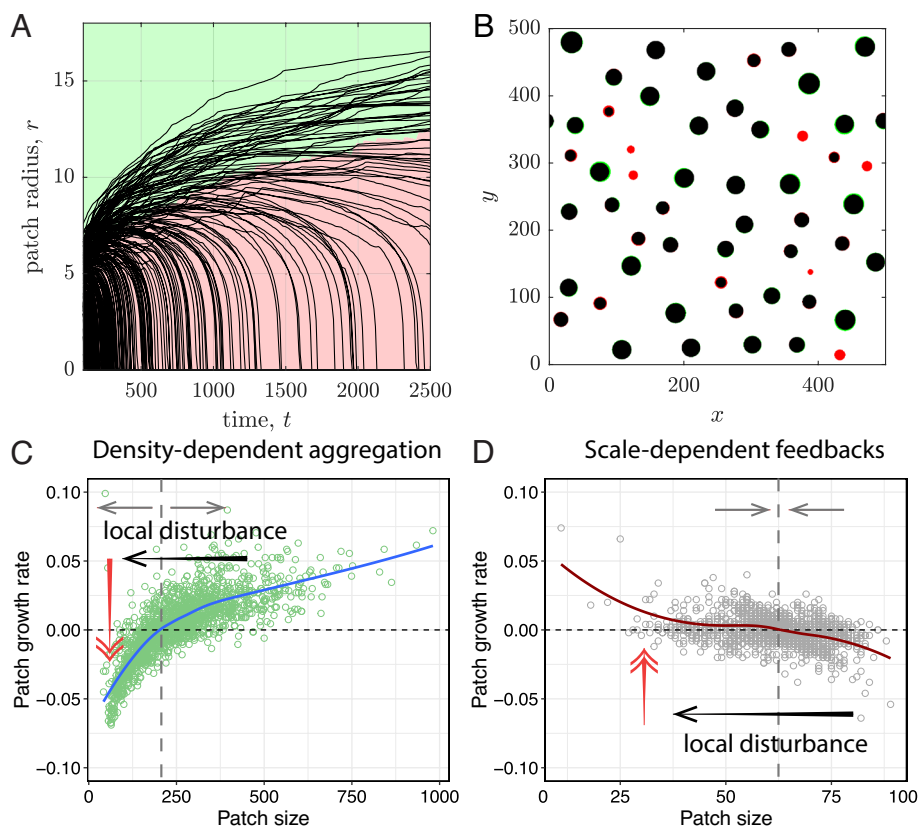 A
patch radius, r
15
10
5
0
500
1000
1500
2000
2500
time, t
B
y
500
400
300
200
100
0
0
200
400
x
C
Density-dependent aggregation
Patch growth rate
0.10
0.05
0.00
−0.05
−0.10
local disturbance
0
250
500
750
1000
Patch size
D
Scale-dependent feedbacks
Patch growth rate
0.10
0.05
0.00
−0.05
−0.10
local disturbance
0
25
50
75
100
Patch size